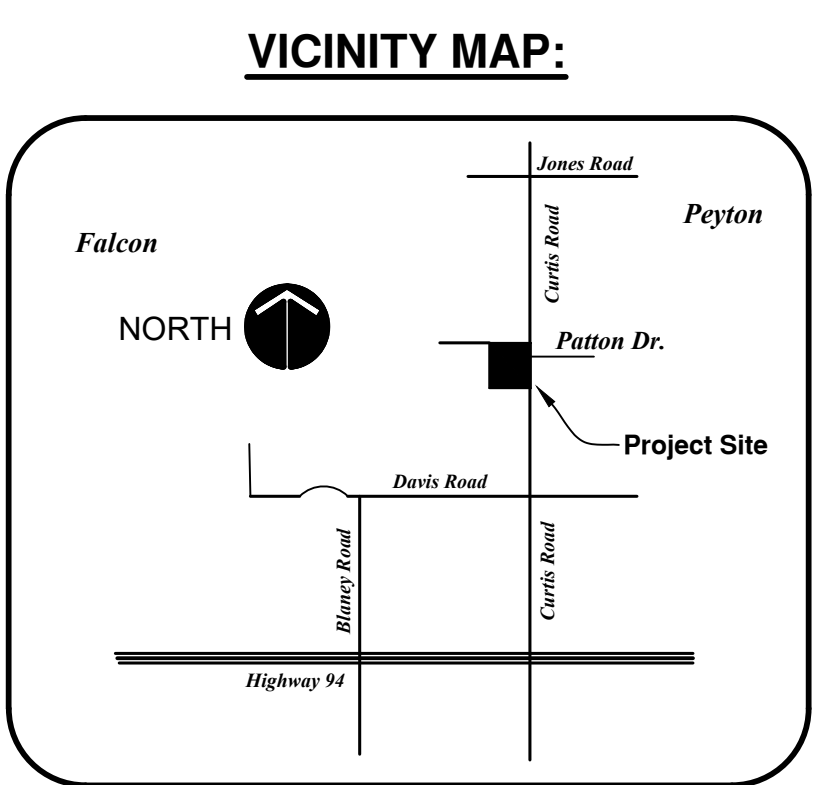 VICINITY MAP:
Jones Road
Peyton
Falcon
Curtis Road
NORTH
Patton Dr.
Project Site
Davis Road
Blaney Road
Curtis Road
Highway 94